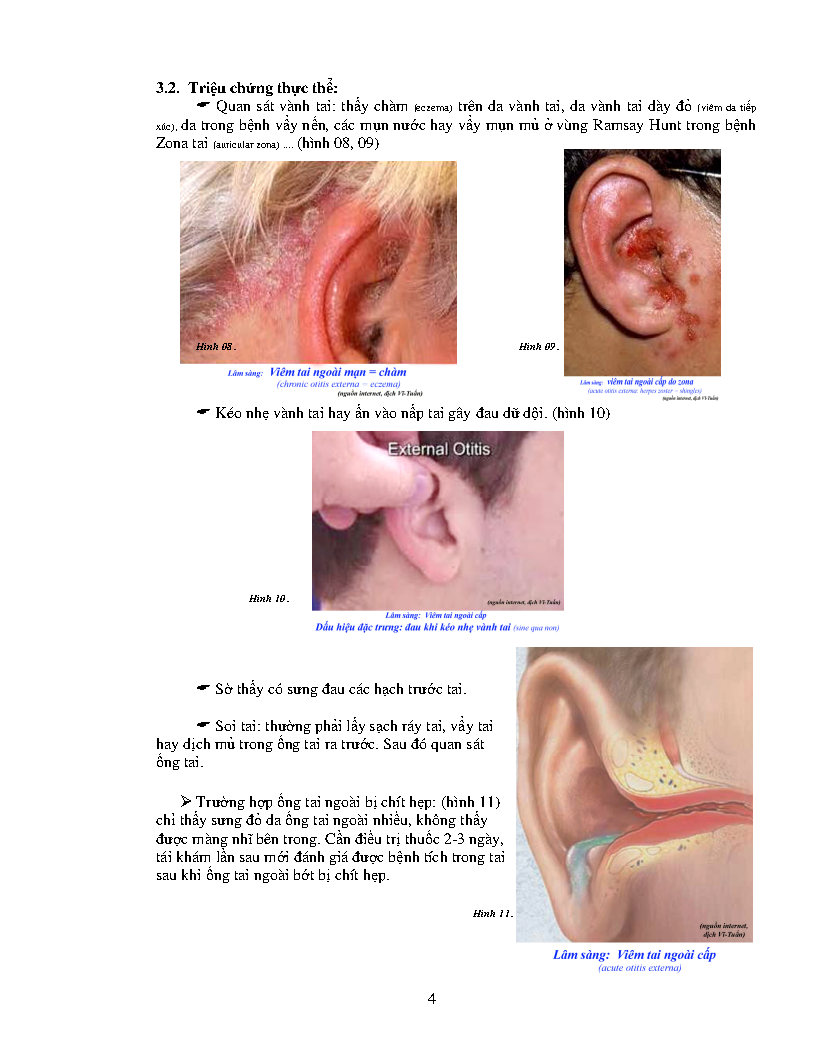 3.2. Triệu chứng thực thể:
☛ Quan sát vành tai: thấy chàm (eczema) trên da vành tai, da vành tai dày đỏ (viêm da tiếp
xúc), da trong bệnh vẩy nến, các mụn nước hay vẩy mụn mủ ở vùng Ramsay Hunt trong bệnh
Zona tai (auricular zona) .... (hình 08, 09)
Hình 08.
Hình 09.
Lâm sàng: Viêm tai ngoài mạn = chàm
(chronic otitis externa = eczema)
(nguồn internet, dịch Vĩ-Tuấn)
Lâm sàng: viêm tai ngoài cấp do zona
(acute otitis externa: herpes zoster = shingles)
(nguồn internet, dịch Vĩ-Tuấn)
☛ Kéo nhẹ vành tai hay ấn vào nắp tai gây đau dữ dội. (hình 10)
External Otitis
Hình 10.
(nguồn internet, dịch Vĩ-Tuấn)
Lâm sàng: Viêm tai ngoài cấp
Dấu hiệu đặc trưng: đau khi kéo nhẹ vành tai (sine qua non)
☛ Sờ thấy có sưng đau các hạch trước tai.
☛ Soi tai: thường phải lấy sạch ráy tai, vẩy tai
hay dịch mủ trong ống tai ra trước. Sau đó quan sát
ống tai.
➢ Trường hợp ống tai ngoài bị chít hẹp: (hình 11)
chỉ thấy sưng đỏ da ống tai ngoài nhiều, không thấy
được màng nhĩ bên trong. Cần điều trị thuốc 2-3 ngày,
tái khám lần sau mới đánh giá được bệnh tích trong tai
sau khi ống tai ngoài bớt bị chít hẹp.
Hình 11.
(nguồn internet,
dịch Vĩ-Tuấn)
Lâm sàng: Viêm tai ngoài cấp
(acute otitis externa)
4